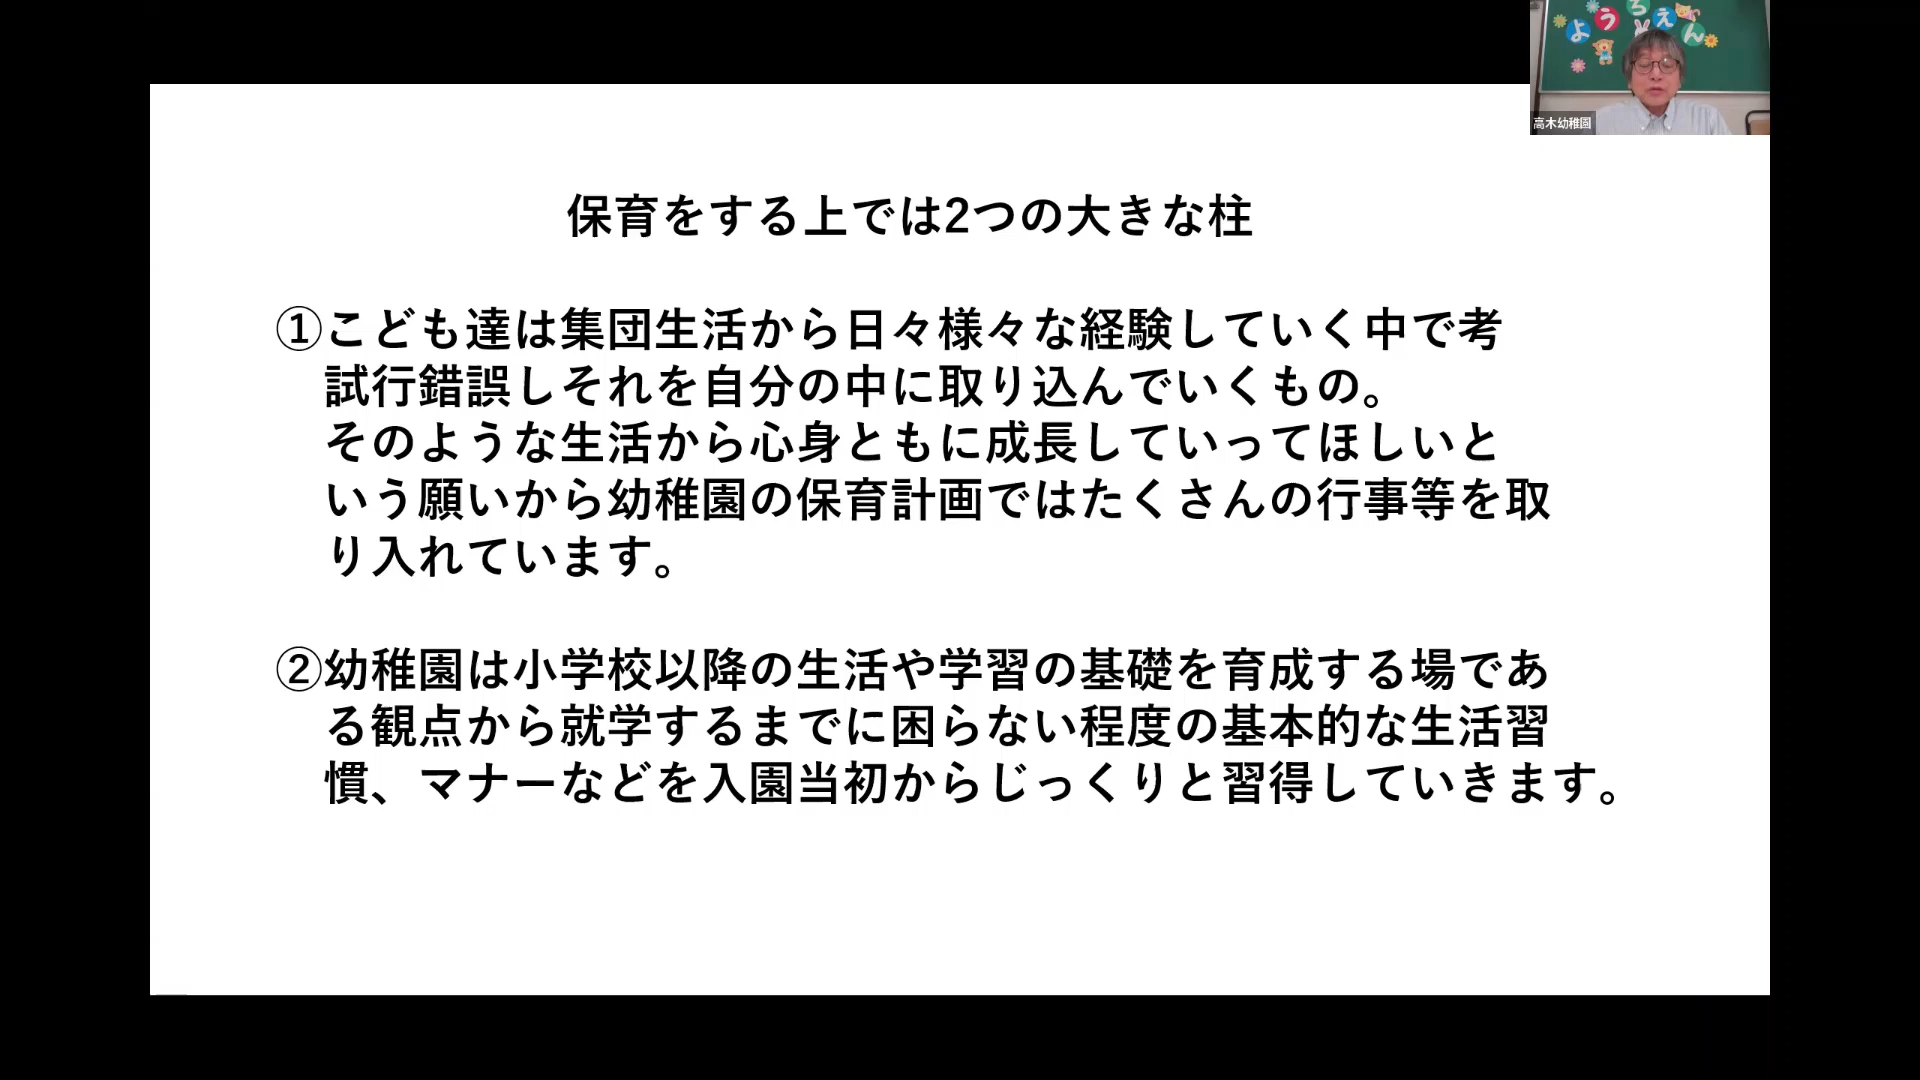 ようちえん
高木幼稚園
保育をする上では2つの大きな柱
①こども達は集団生活から日々様々な経験していく中で考
試行錯誤しそれを自分の中に取り込んでいくもの。
そのような生活から心身ともに成長していってほしいと
いう願いから幼稚園の保育計画ではたくさんの行事等を取
り入れています。
②幼稚園は小学校以降の生活や学習の基礎を育成する場であ
る観点から就学するまでに困らない程度の基本的な生活習
慣、マナーなどを入園当初からじっくりと習得していきます。